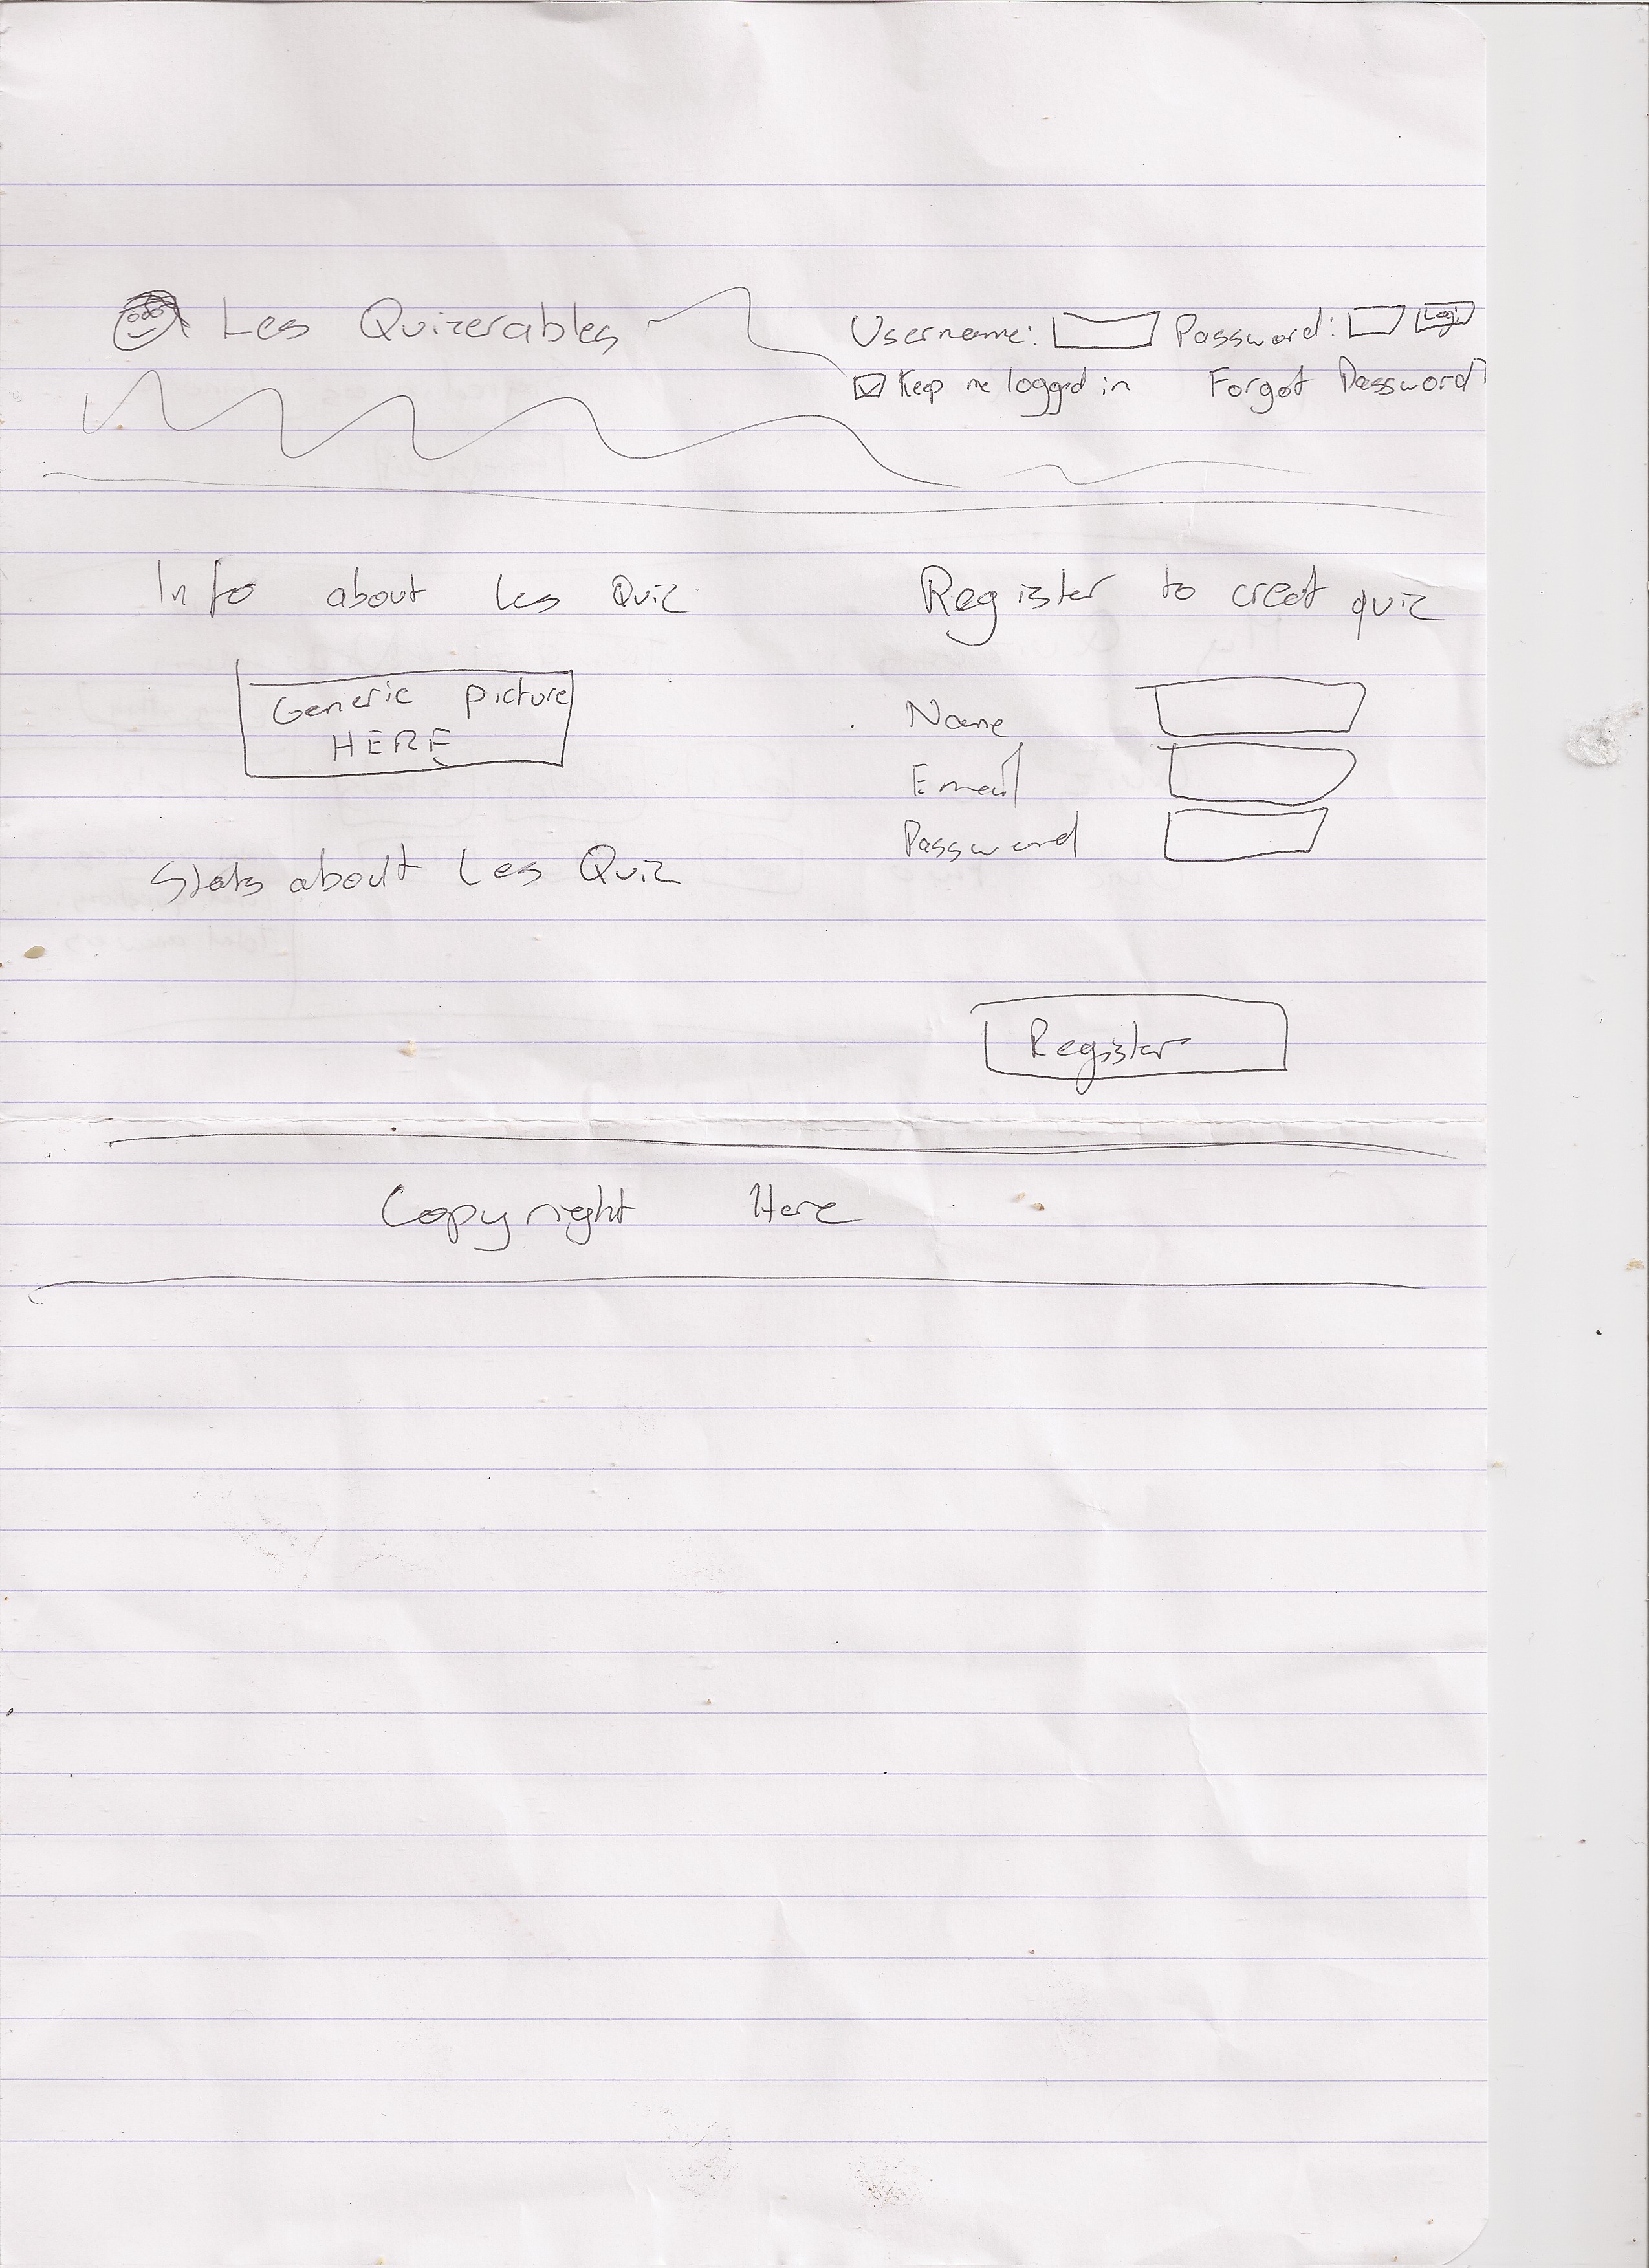 Les Quizerables
Username: Password: Login
Keep me logged in Forgot Password?
Info about Les Quiz
Register to creat quiz
Generic Picture
HERE
Name
Email
Password
Stats about Les Quiz
Register
Copyright Here